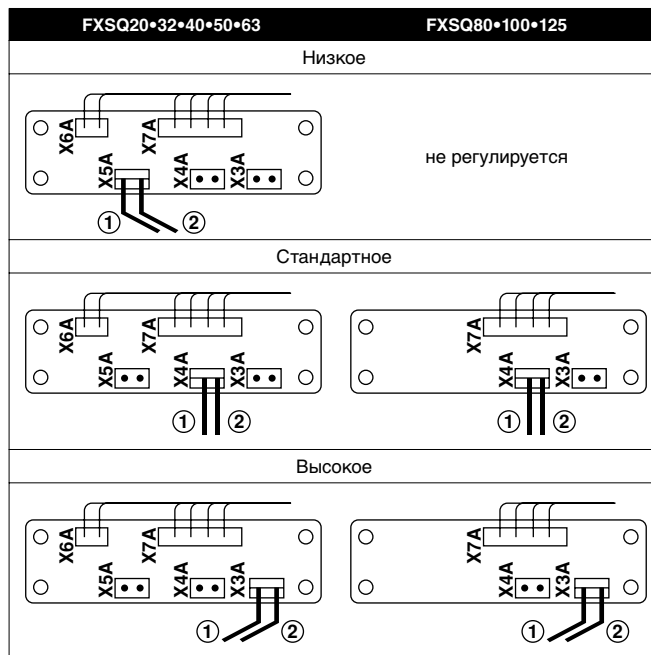 FXSQ20•32•40•50•63 FXSQ80•100•125
Низкое
X6A X7A
X5A X4A X3A
① ②
не регулируется
Стандартное
X6A X7A X7A
X5A X4A X3A X4A X3A
① ② ① ②
Высокое
X6A X7A X7A
X5A X4A X3A X4A X3A
① ② ① ②